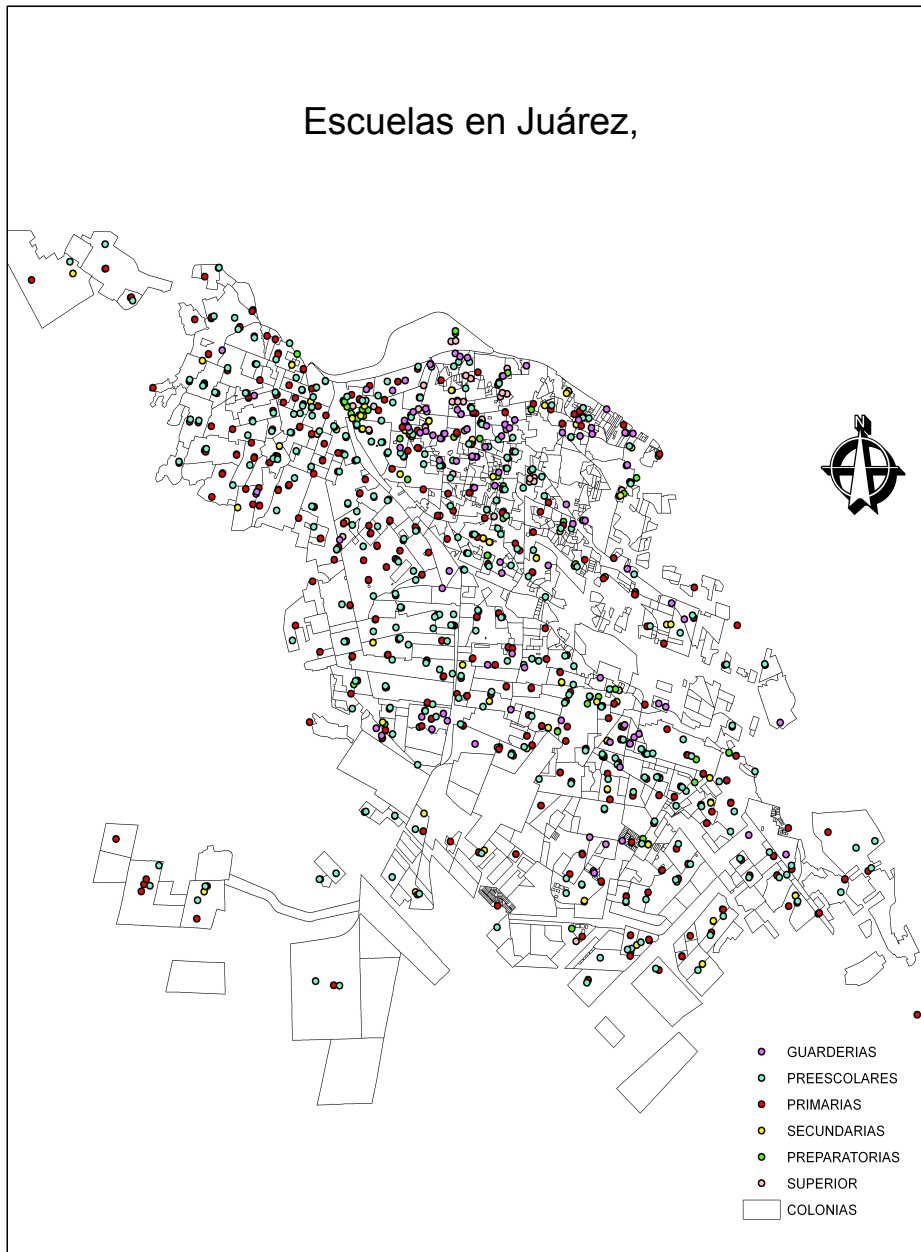 Escuelas en Juárez,
N
GUARDERIAS
PREESCOLARES
PRIMARIAS
SECUNDARIAS
PREPARATORIAS
SUPERIOR
COLONIAS